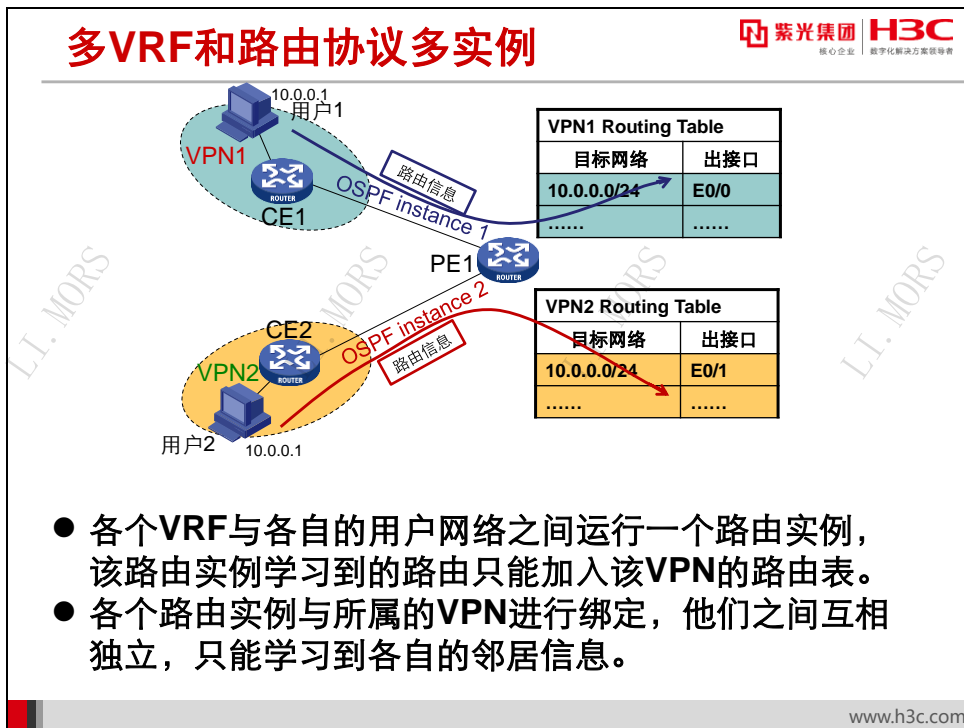 多VRF和路由协议多实例
紫光集团
核心企业
H3C
数字化解决方案领导者
10.0.0.1
用户1
VPN1
ROUTER
CE1
路由信息
OSPF instance 1
VPN1 Routing Table
目标网络 出接口
10.0.0.0/24 E0/0
…… ……
PE1
ROUTER
CE2
ROUTER
VPN2
OSPF instance 2
路由信息
用户2
10.0.0.1
VPN2 Routing Table
目标网络 出接口
10.0.0.0/24 E0/1
…… ……
LI. MORS
MORS
MORS
LI. MORS
● 各个VRF与各自的用户网络之间运行一个路由实例，
该路由实例学习到的路由只能加入该VPN的路由表。
● 各个路由实例与所属的VPN进行绑定，他们之间互相
独立，只能学习到各自的邻居信息。
www.h3c.com